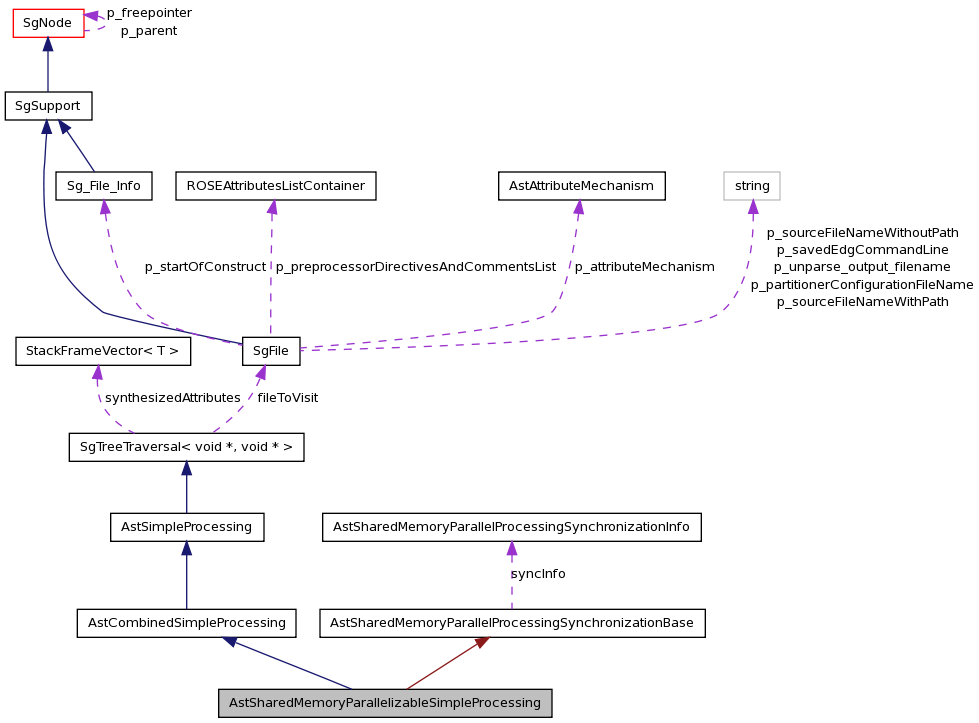 p_freepointer
SgNode
p_parent
SgSupport
Sg_File_Info
ROSEAttributesListContainer
AstAttributeMechanism
string
p_sourceFileNameWithoutPath
p_savedEdgCommandLine
p_startOfConstruct
p_preprocessorDirectivesAndCommentsList
p_attributeMechanism
p_unparse_output_filename
p_partitionerConfigurationFileName
p_sourceFileNameWithPath
StackFrameVector< T >
SgFile
synthesizedAttributes
fileToVisit
SgTreeTraversal< void *, void * >
AstSimpleProcessing
AstSharedMemoryParallelProcessingSynchronizationInfo
syncInfo
AstCombinedSimpleProcessing
AstSharedMemoryParallelProcessingSynchronizationBase
AstSharedMemoryParallelizableSimpleProcessing